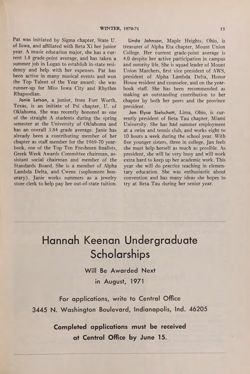 WINTER, 1970/71 15
Pat was initiated by Sigma chapter, State U.
of Iowa, and affiliated with Beta Xi her junior
year. A music education major, she has a cur-
rent 3.8 grade-point average, and has taken a
summer job in Logan to establish its state resi-
dency and help with her expenses. Pat has
been active in many musical events and won
the Top Talent of the Year award; she was
runner-up for Miss Iowa City and Rhythm
Rhapsodies.
Janie Larson, a junior, from Fort Worth,
Texas, is an initiate of Psi chapter, U. of
Oklahoma. She was recently honored as one
of the straight A students during the spring
semester at the University of Oklahoma and
has an overall 3.84 grade average. Janie has
already been a contributing member of her
chapter as craft member for the 1969-70 year-
book, one of the Top Ten Freshmen finalists,
Greek Week Awards Committee chairman, as-
sistant social chairman and member of the
Standards Board. She is a member of Alpha
Lambda Delta, and Cwens (sophomore hon-
orary). Janie works summers as a jewelry
store clerk to help pay her out-of-state tuition.
Linda Johnson, Maple Heights, Ohio, is
treasurer of Alpha Eta chapter, Mount Union
College. Her current grade-point average is
4.0 despite her active participation in campus
and sorority life. She is squad leader of Mount
Union Marchers, first vice president of AWS,
member of Alpha Lambda Delta, Honor
House resident and counselor, and on the year-
book staff. She has been recommended as
making an outstanding contribution to her
chapter by both her peers and the province
president.
Jan Elyse Siebeneck, Lima, Ohio, is cur-
rently president of Beta Tau chapter Miami
University. She has had summer employment
at a swim and tennis club, and works eight to
10 hours a week during the school year. With
five younger sisters, three in college, Jan feels
she must help herself as much as possible. As
president, she will be very busy and will work
extra hard to keep up her academic work. This
year she will do practice teaching in elemen-
tary education. She was enthusiastic about
convention and has many ideas she hopes to
try at Beta Tau during her senior year.
Hannah Keenan Undergraduate
Scholarships
Will Be Awarded Next
in August, 1971
For applications, write to Central Office
3445 N. Washington Boulevard, Indianapolis, Ind. 46205
Completed applications must be received
at Central Office by June 15.